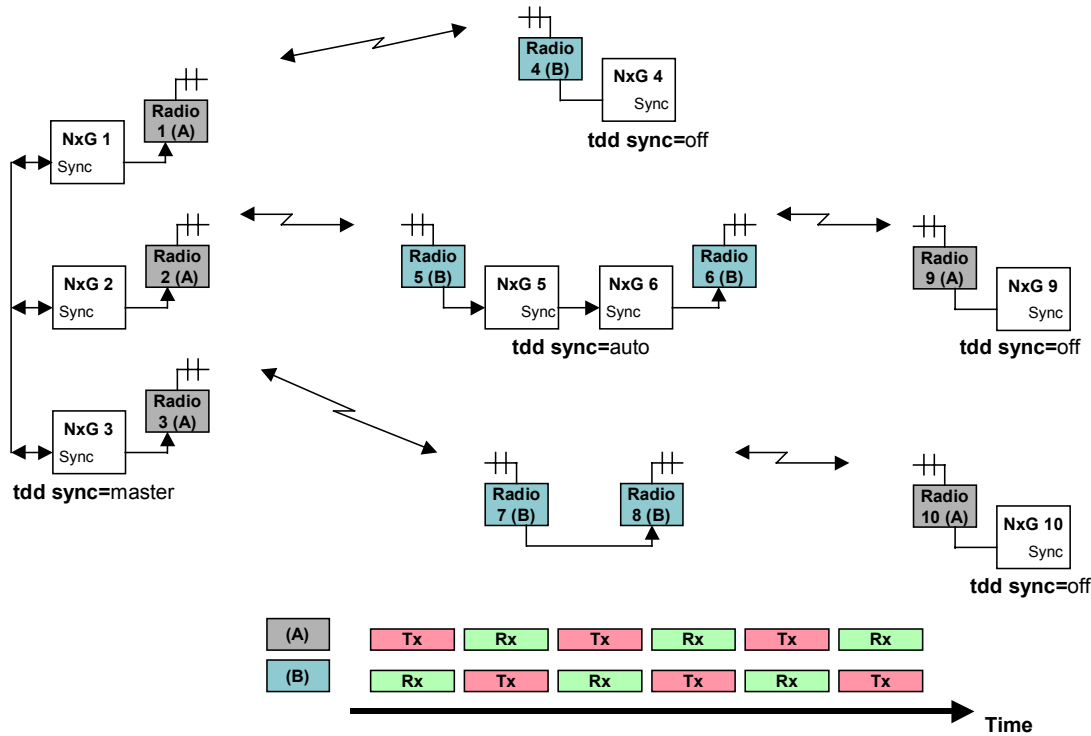 Radio
4 (B)
NxG 4
Sync
tdd sync=off
Radio
1 (A)
NxG 1
Sync
Radio
2 (A)
NxG 2
Sync
Radio
5 (B)
NxG 5
Sync
NxG 6
Sync
tdd sync=auto
Radio
6 (B)
Radio
9 (A)
NxG 9
Sync
tdd sync=off
Radio
3 (A)
NxG 3
Sync
tdd sync=master
Radio
7 (B)
Radio
8 (B)
Radio
10 (A)
NxG 10
Sync
tdd sync=off
(A) Tx Rx Tx Rx Tx Rx
(B) Rx Tx Rx Tx Rx Tx
Time